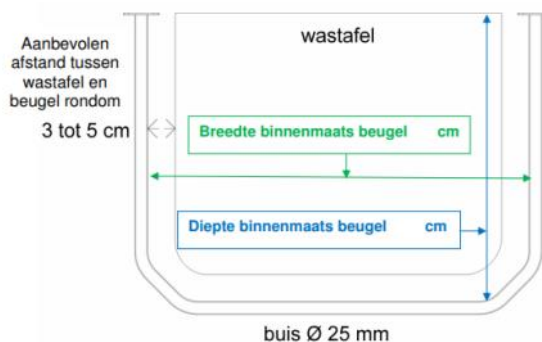 wastafel
Aanbevolen
afstand tussen
wastafel en
beugel rondom
3 tot 5 cm
Breedte binnenmaats beugel cm
Diepte binnenmaats beugel cm
buis Ø 25 mm